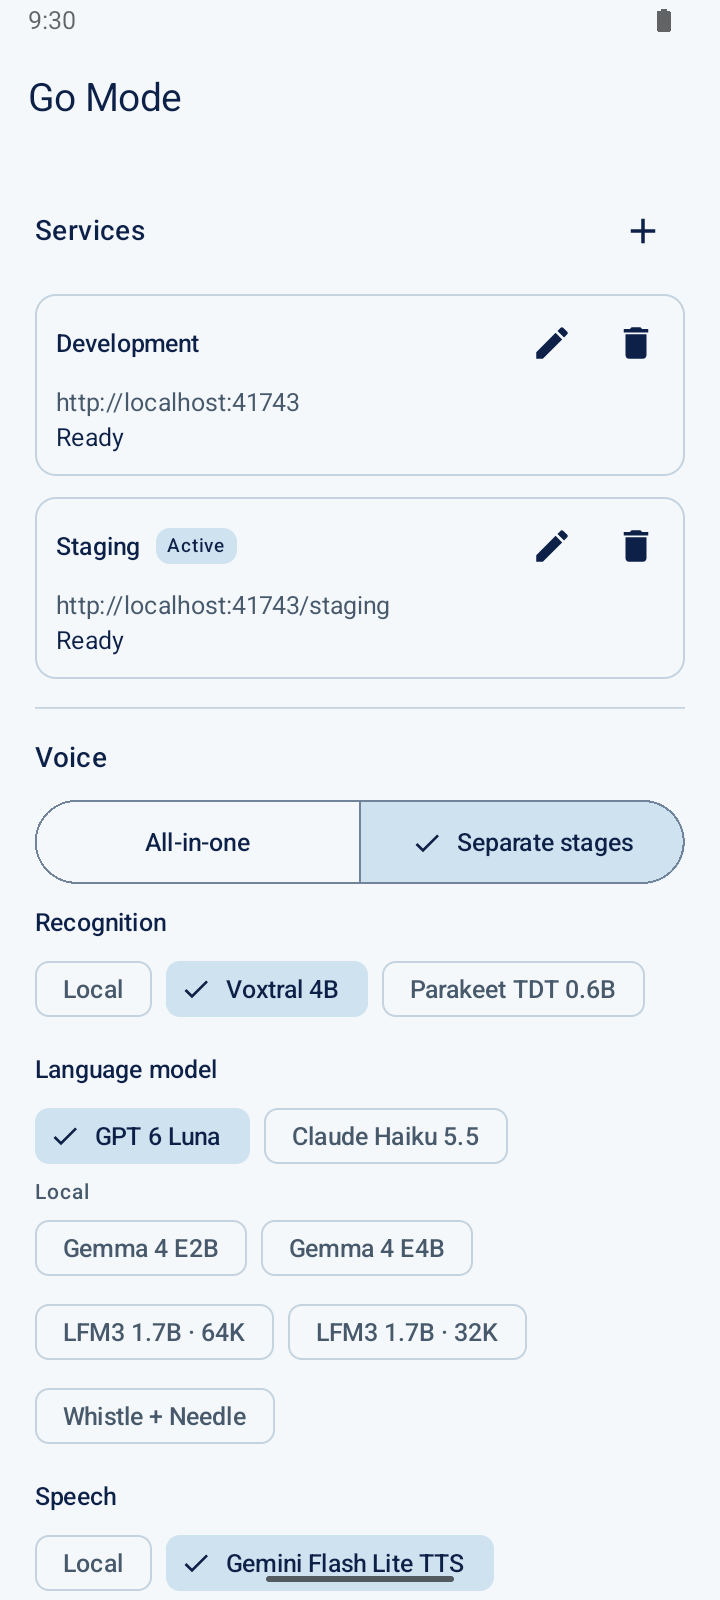 9:30
Go Mode
Services
Development
http://localhost:41743
Ready
Staging Active
http://localhost:41743/staging
Ready
Voice
All-in-one Separate stages
Recognition
Local Voxtral 4B Parakeet TDT 0.6B
Language model
GPT 6 Luna Claude Haiku 5.5
Local
Gemma 4 E2B Gemma 4 E4B
LFM3 1.7B · 64K LFM3 1.7B · 32K
Whistle + Needle
Speech
Local Gemini Flash Lite TTS